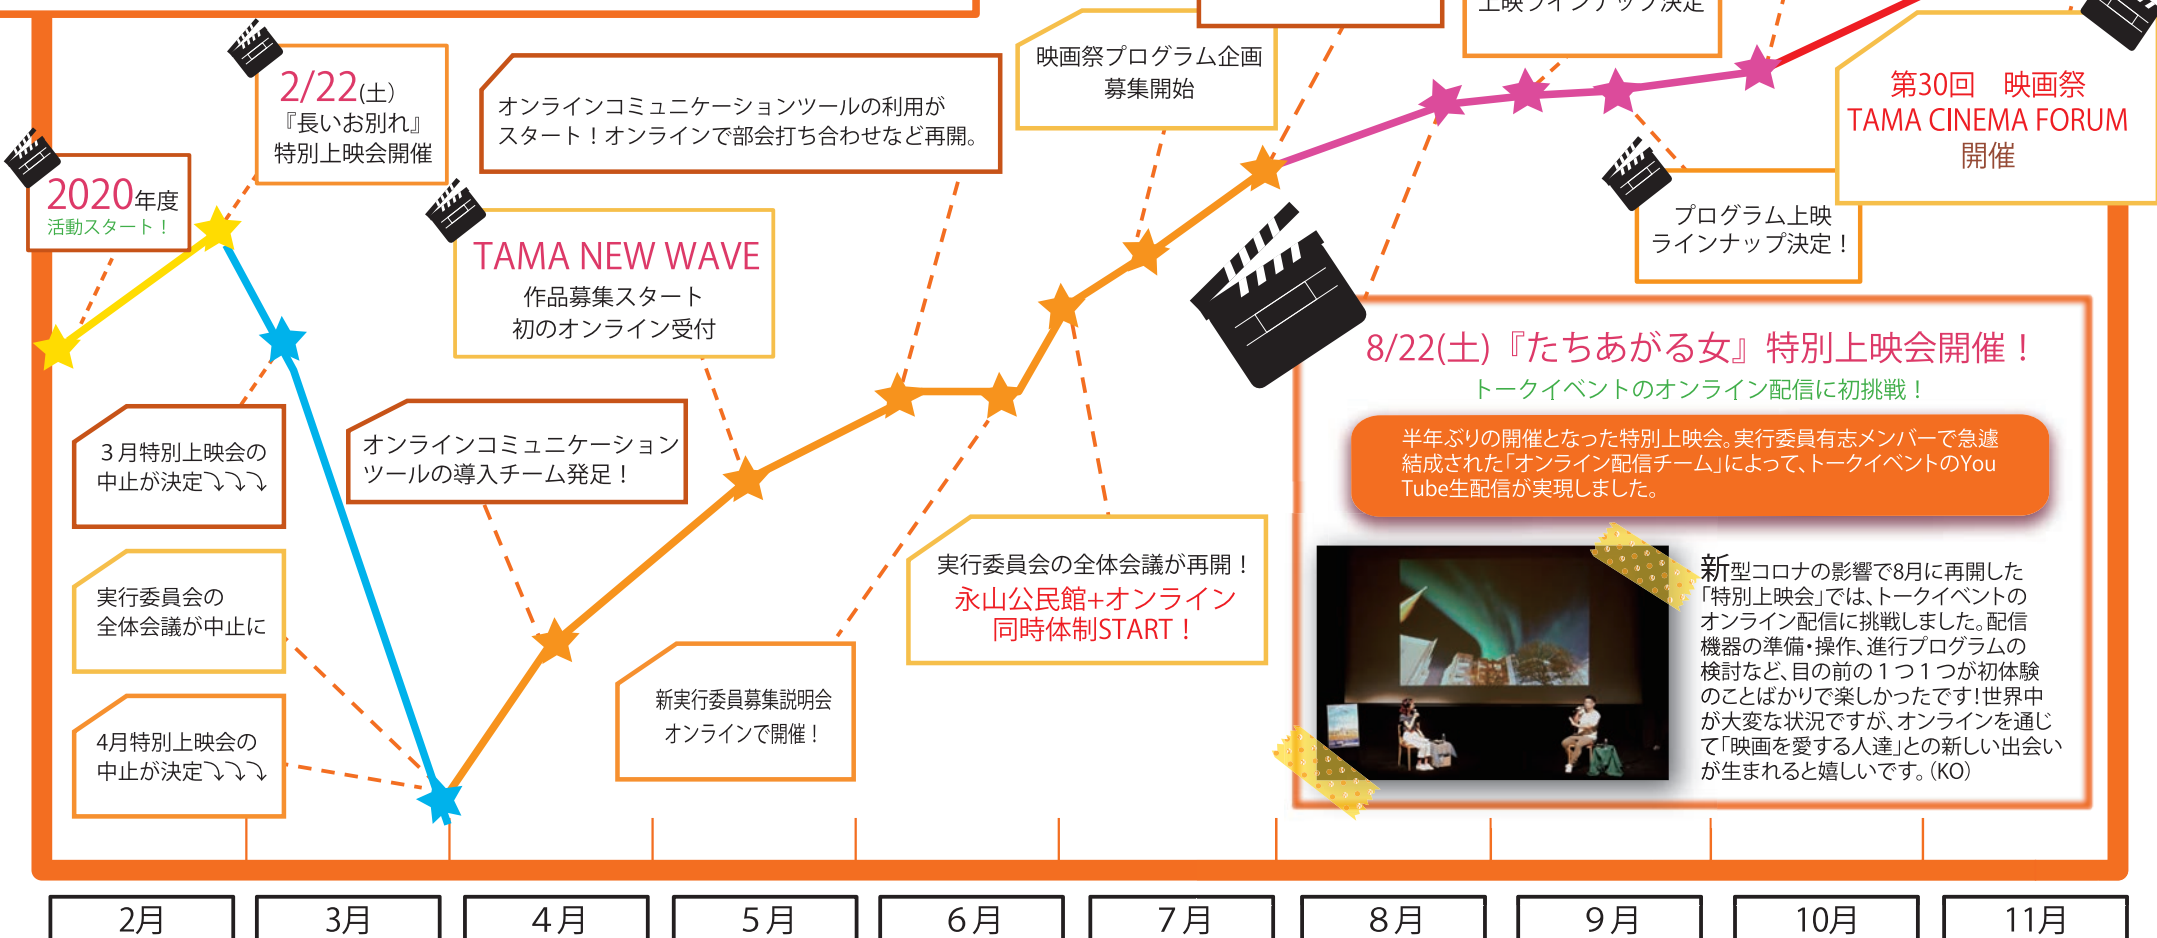 上映ラインナップ決定
2/22(土)
『長いお別れ』
特別上映会開催
オンラインコミュニケーションツールの利用が
スタート！オンラインで部会打ち合わせなど再開。
映画祭プログラム企画
募集開始
第30回　映画祭
TAMA CINEMA FORUM
開催
2020年度
活動スタート！
TAMA NEW WAVE
作品募集スタート
初のオンライン受付
プログラム上映
ラインナップ決定！
8/22(土)『たちあがる女』特別上映会開催！
トークイベントのオンライン配信に初挑戦！
半年ぶりの開催となった特別上映会。実行委員有志メンバーで急遽
結成された「オンライン配信チーム」によって、トークイベントのYou
Tube生配信が実現しました。
３月特別上映会の
中止が決定⤵⤵⤵
オンラインコミュニケーション
ツールの導入チーム発足！
実行委員会の
全体会議が中止に
実行委員会の全体会議が再開！
永山公民館+オンライン
同時体制START！
新型コロナの影響で8月に再開した
「特別上映会」では、トークイベントの
オンライン配信に挑戦しました。配信
機器の準備・操作、進行プログラムの
検討など、目の前の１つ１つが初体験
のことばかりで楽しかったです！世界中
が大変な状況ですが、オンラインを通じ
て「映画を愛する人達」との新しい出会い
が生まれると嬉しいです。（KO）
4月特別上映会の
中止が決定⤵⤵⤵
新実行委員募集説明会
オンラインで開催！
2月
3月
４月
５月
６月
７月
８月
９月
10月
11月